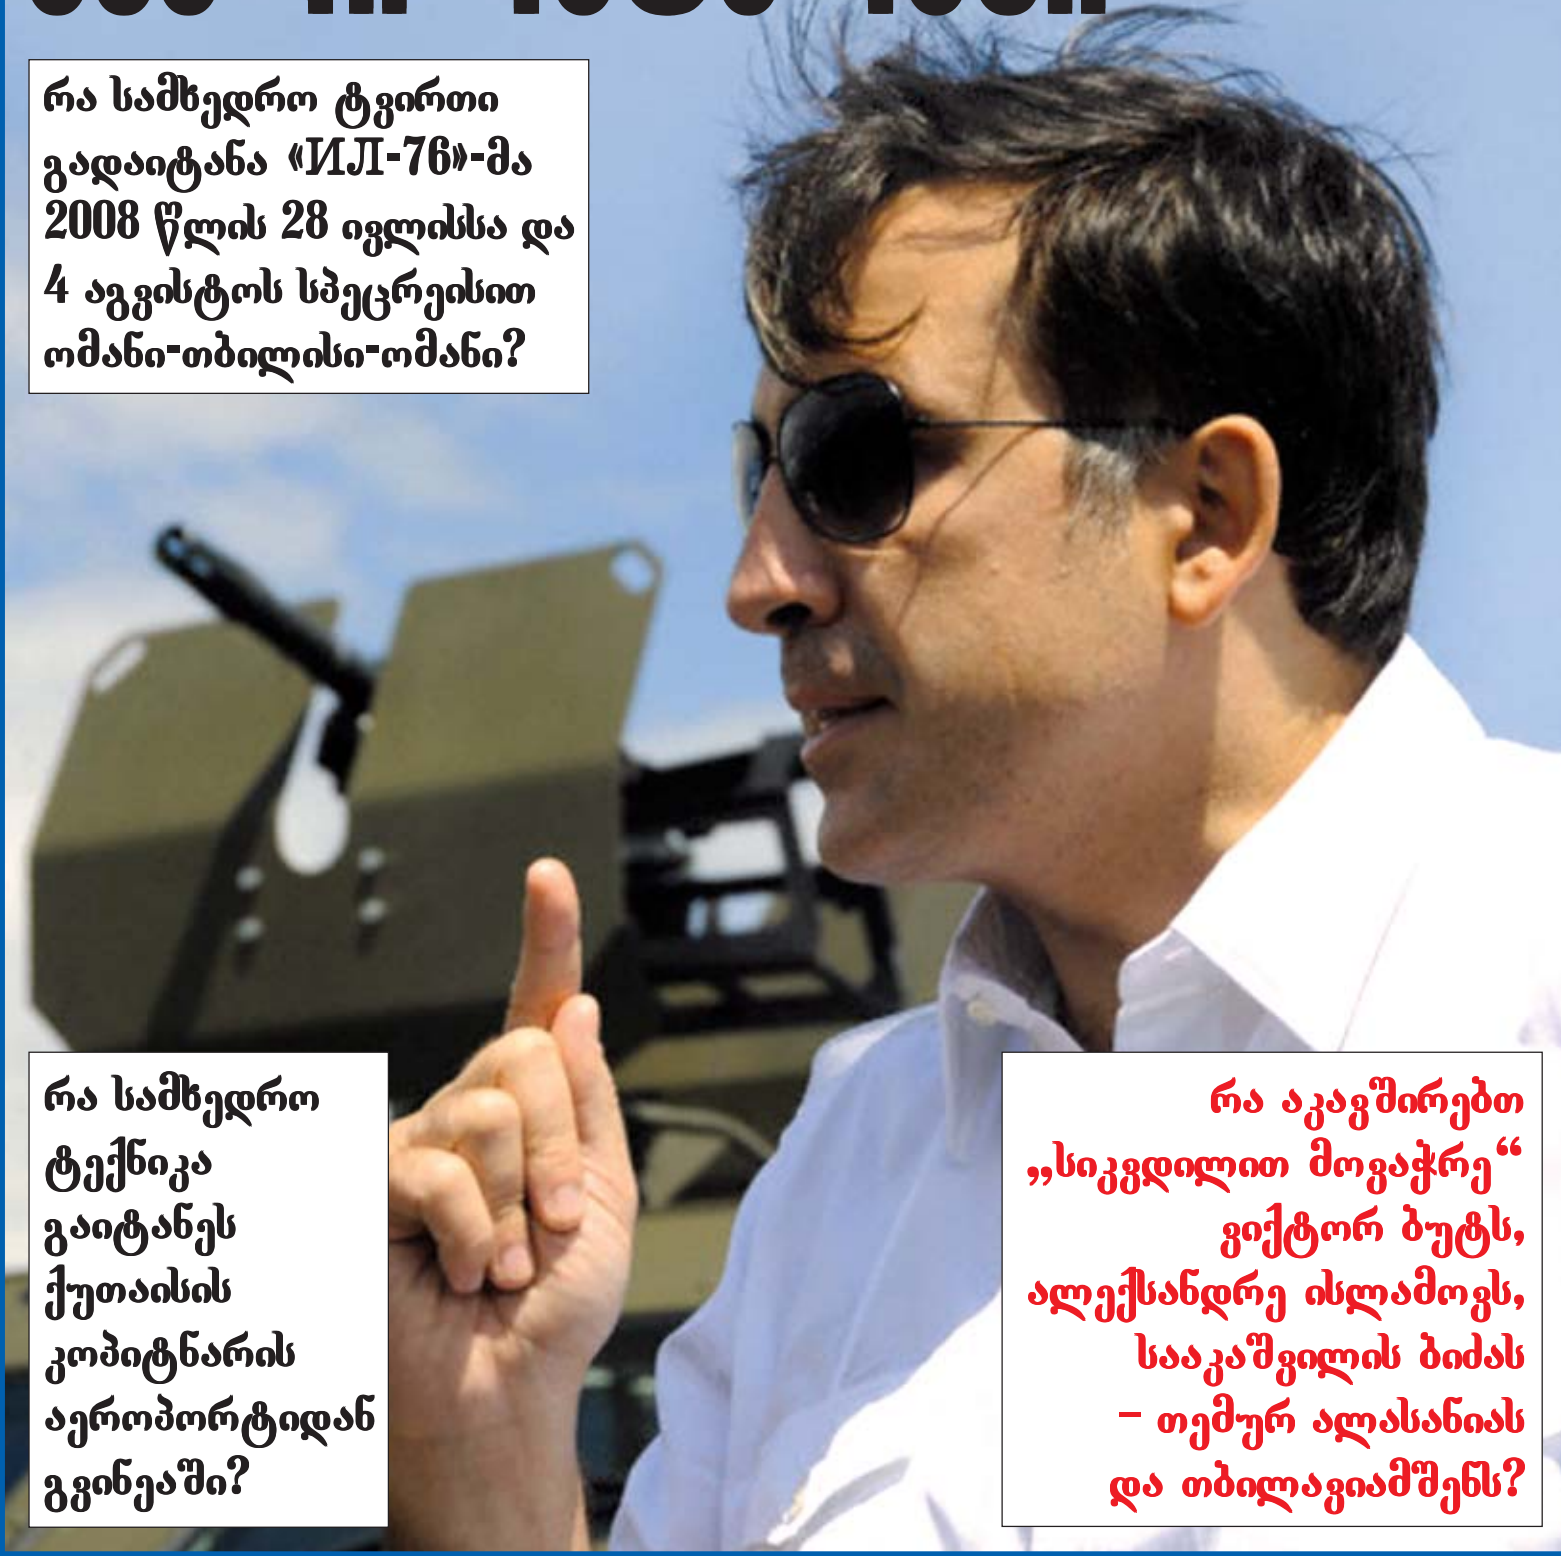 რა სამხედრო ტვირთი
გადაიტანა «ИЛ-76»-მა
2008 წლის 28 ივლისსა და
4 აგვისტოს სპეცრეისით
ომანი-თბილისი-ომანი?
რა სამხედრო
ტექნიკა
გაიტანეს
ქუთაისის
კოპიტნარის
აეროპორტიდან
გვინეაში?
რა აკავშირებთ
„სიკვდილით მოვაჭრე“
ვიქტორ ბუტს,
ალექსანდრე ისლამოვს,
სააკაშვილის ბიძას
– თემურ ალასანიას
და თბილავიამშენს?